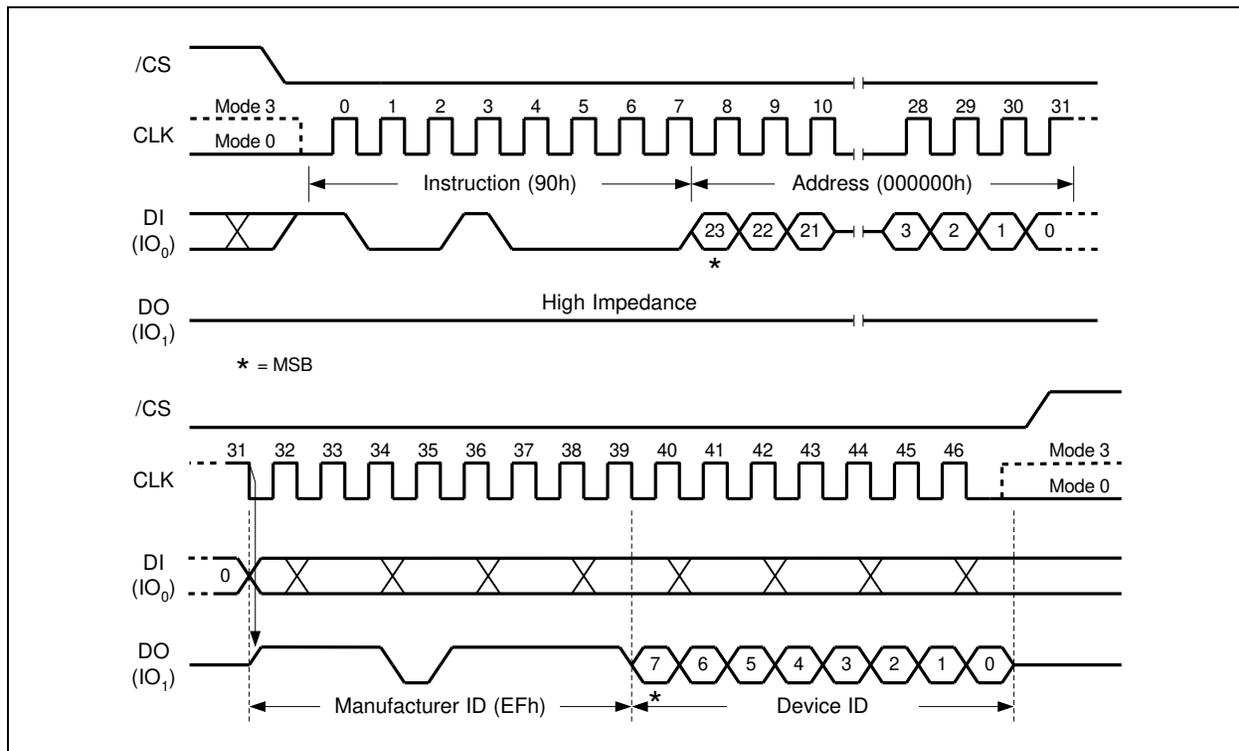 /CS
Mode 3 0 1 2 3 4 5 6 7 8 9 10 28 29 30 31
CLK
Mode 0
Instruction (90h) Address (000000h)
DI
(IO0) 23 22 21 3 2 1 0
*
DO High Impedance
(IO1)
* = MSB
/CS
31 32 33 34 35 36 37 38 39 40 41 42 43 44 45 46 Mode 3
CLK
Mode 0
DI
(IO0) 0
DO
(IO1) 7 6 5 4 3 2 1 0
*
Manufacturer ID (EFh) Device ID